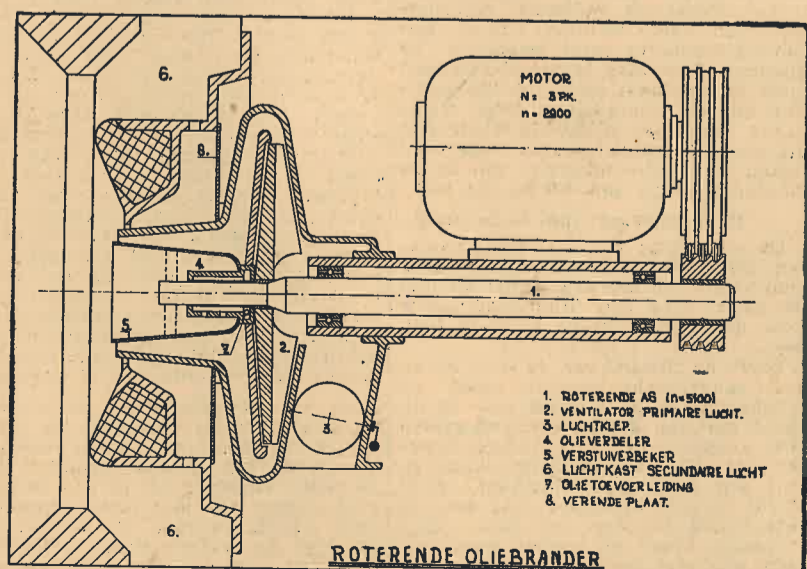 6.
MOTOR
N = 3 P.K.
n = 2900
8.
4.
1.
5.
7.
2.
3.
6.
1. ROTERENDE AS (n=5100)
2. VENTILATOR PRIMAIRE LUCHT.
3. LUCHTKLEP.
4. OLIEVERDELER
5. VERSTUIVERBEKER
6. LUCHTKAST SECUNDAIRE LUCHT
7. OLIETOEVOERLEIDING
8. VERENDE PLAAT.
ROTERENDE OLIEBRANDER